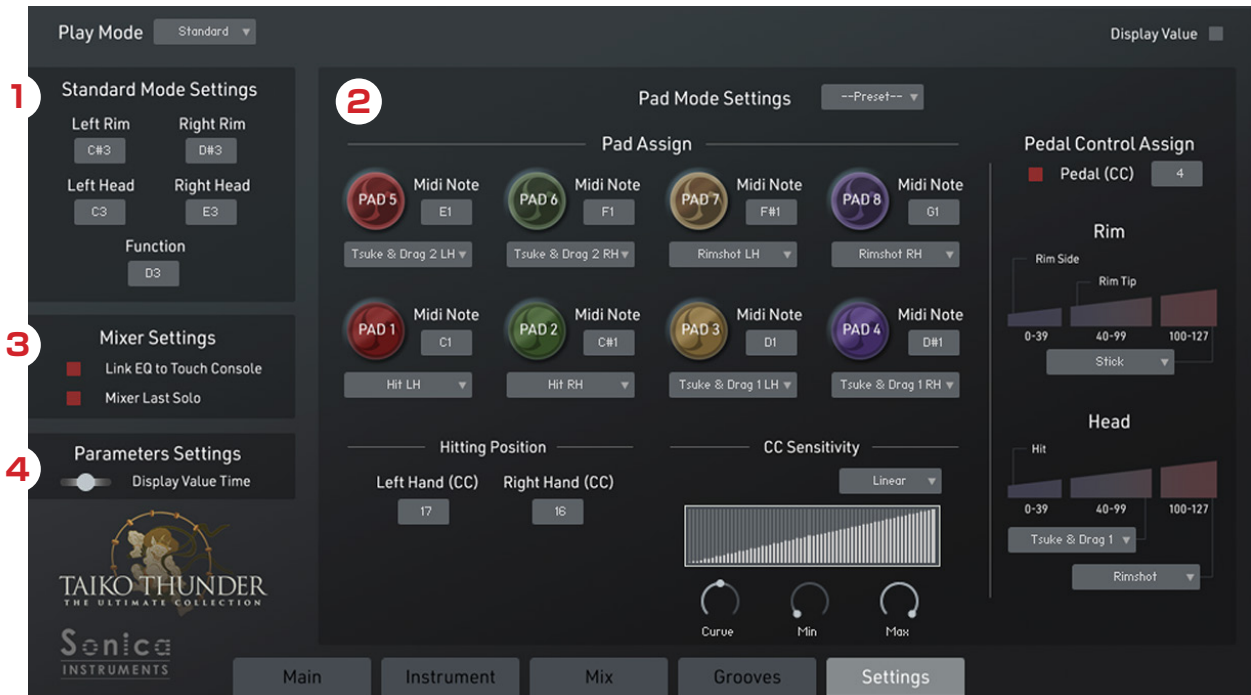 Play Mode Standard
Display Value
1
Standard Mode Settings
Left Rim Right Rim
C#3 D#3
Left Head Right Head
C3 E3
Function
D3
3
Mixer Settings
Link EQ to Touch Console
Mixer Last Solo
4
Parameters Settings
Display Value Time
TAIKO THUNDER
THE ULTIMATE COLLECTION
Sonica
INSTRUMENTS
2
Pad Mode Settings --Preset--
Pad Assign
PAD 5 Midi Note E1
PAD 6 Midi Note F1
PAD 7 Midi Note F#1
PAD 8 Midi Note G1
Tsuke & Drag 2 LH Tsuke & Drag 2 RH Rimshot LH Rimshot RH
PAD 1 Midi Note C1
PAD 2 Midi Note C#1
PAD 3 Midi Note D1
PAD 4 Midi Note D#1
Hit LH Hit RH Tsuke & Drag 1 LH Tsuke & Drag 1 RH
Hitting Position
Left Hand (CC) Right Hand (CC)
17 16
CC Sensitivity
Linear
Curve Min Max
Pedal Control Assign
Pedal (CC) 4
Rim
Rim Side
Rim Tip
0-39 40-99 100-127
Stick
Head
Hit
0-39 40-99 100-127
Tsuke & Drag 1
Rimshot
Main Instrument Mix Grooves Settings